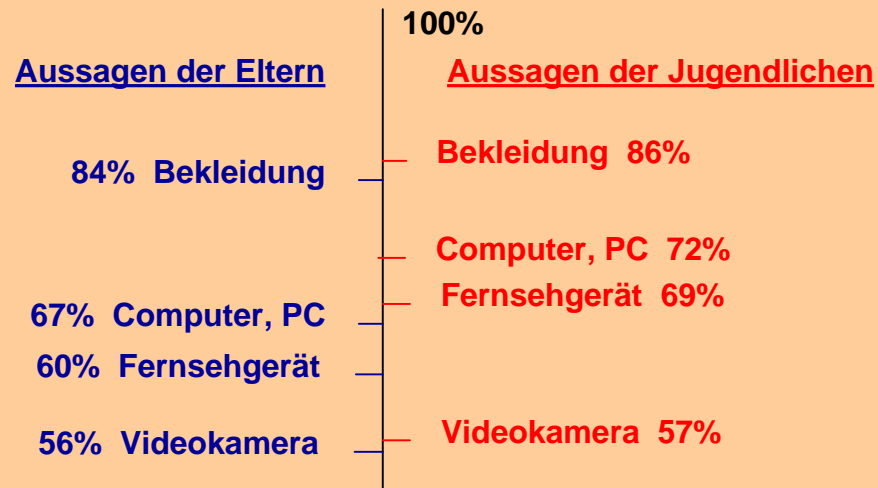 100%
Aussagen der Eltern
84% Bekleidung
67% Computer, PC
60% Fernsehgerät
56% Videokamera
Aussagen der Jugendlichen
Bekleidung 86%
Computer, PC 72%
Fernsehgerät 69%
Videokamera 57%